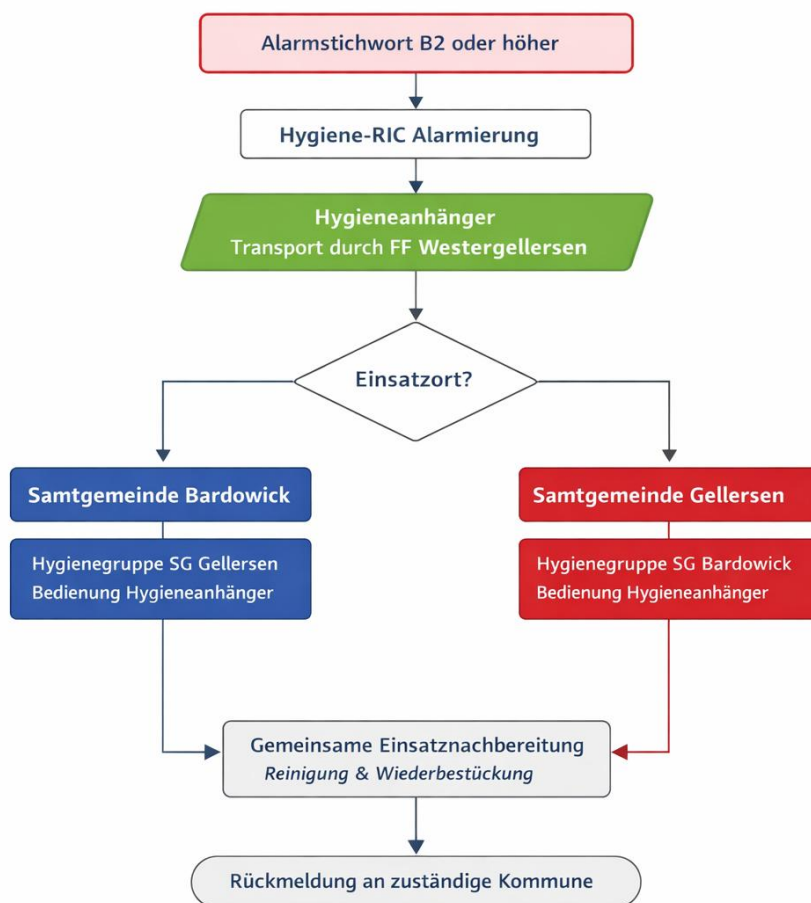 Alarmstichwort B2 oder höher
Hygiene-RIC Alarmierung
Hygieneanhänger
Transport durch FF Westergellersen
Einsatzort?
Samtgemeinde Bardowick
Hygienegruppe SG Gellersen
Bedienung Hygieneanhänger
Samtgemeinde Gellersen
Hygienegruppe SG Bardowick
Bedienung Hygieneanhänger
Gemeinsame Einsatznachbereitung
Reinigung & Wiederbestückung
Rückmeldung an zuständige Kommune